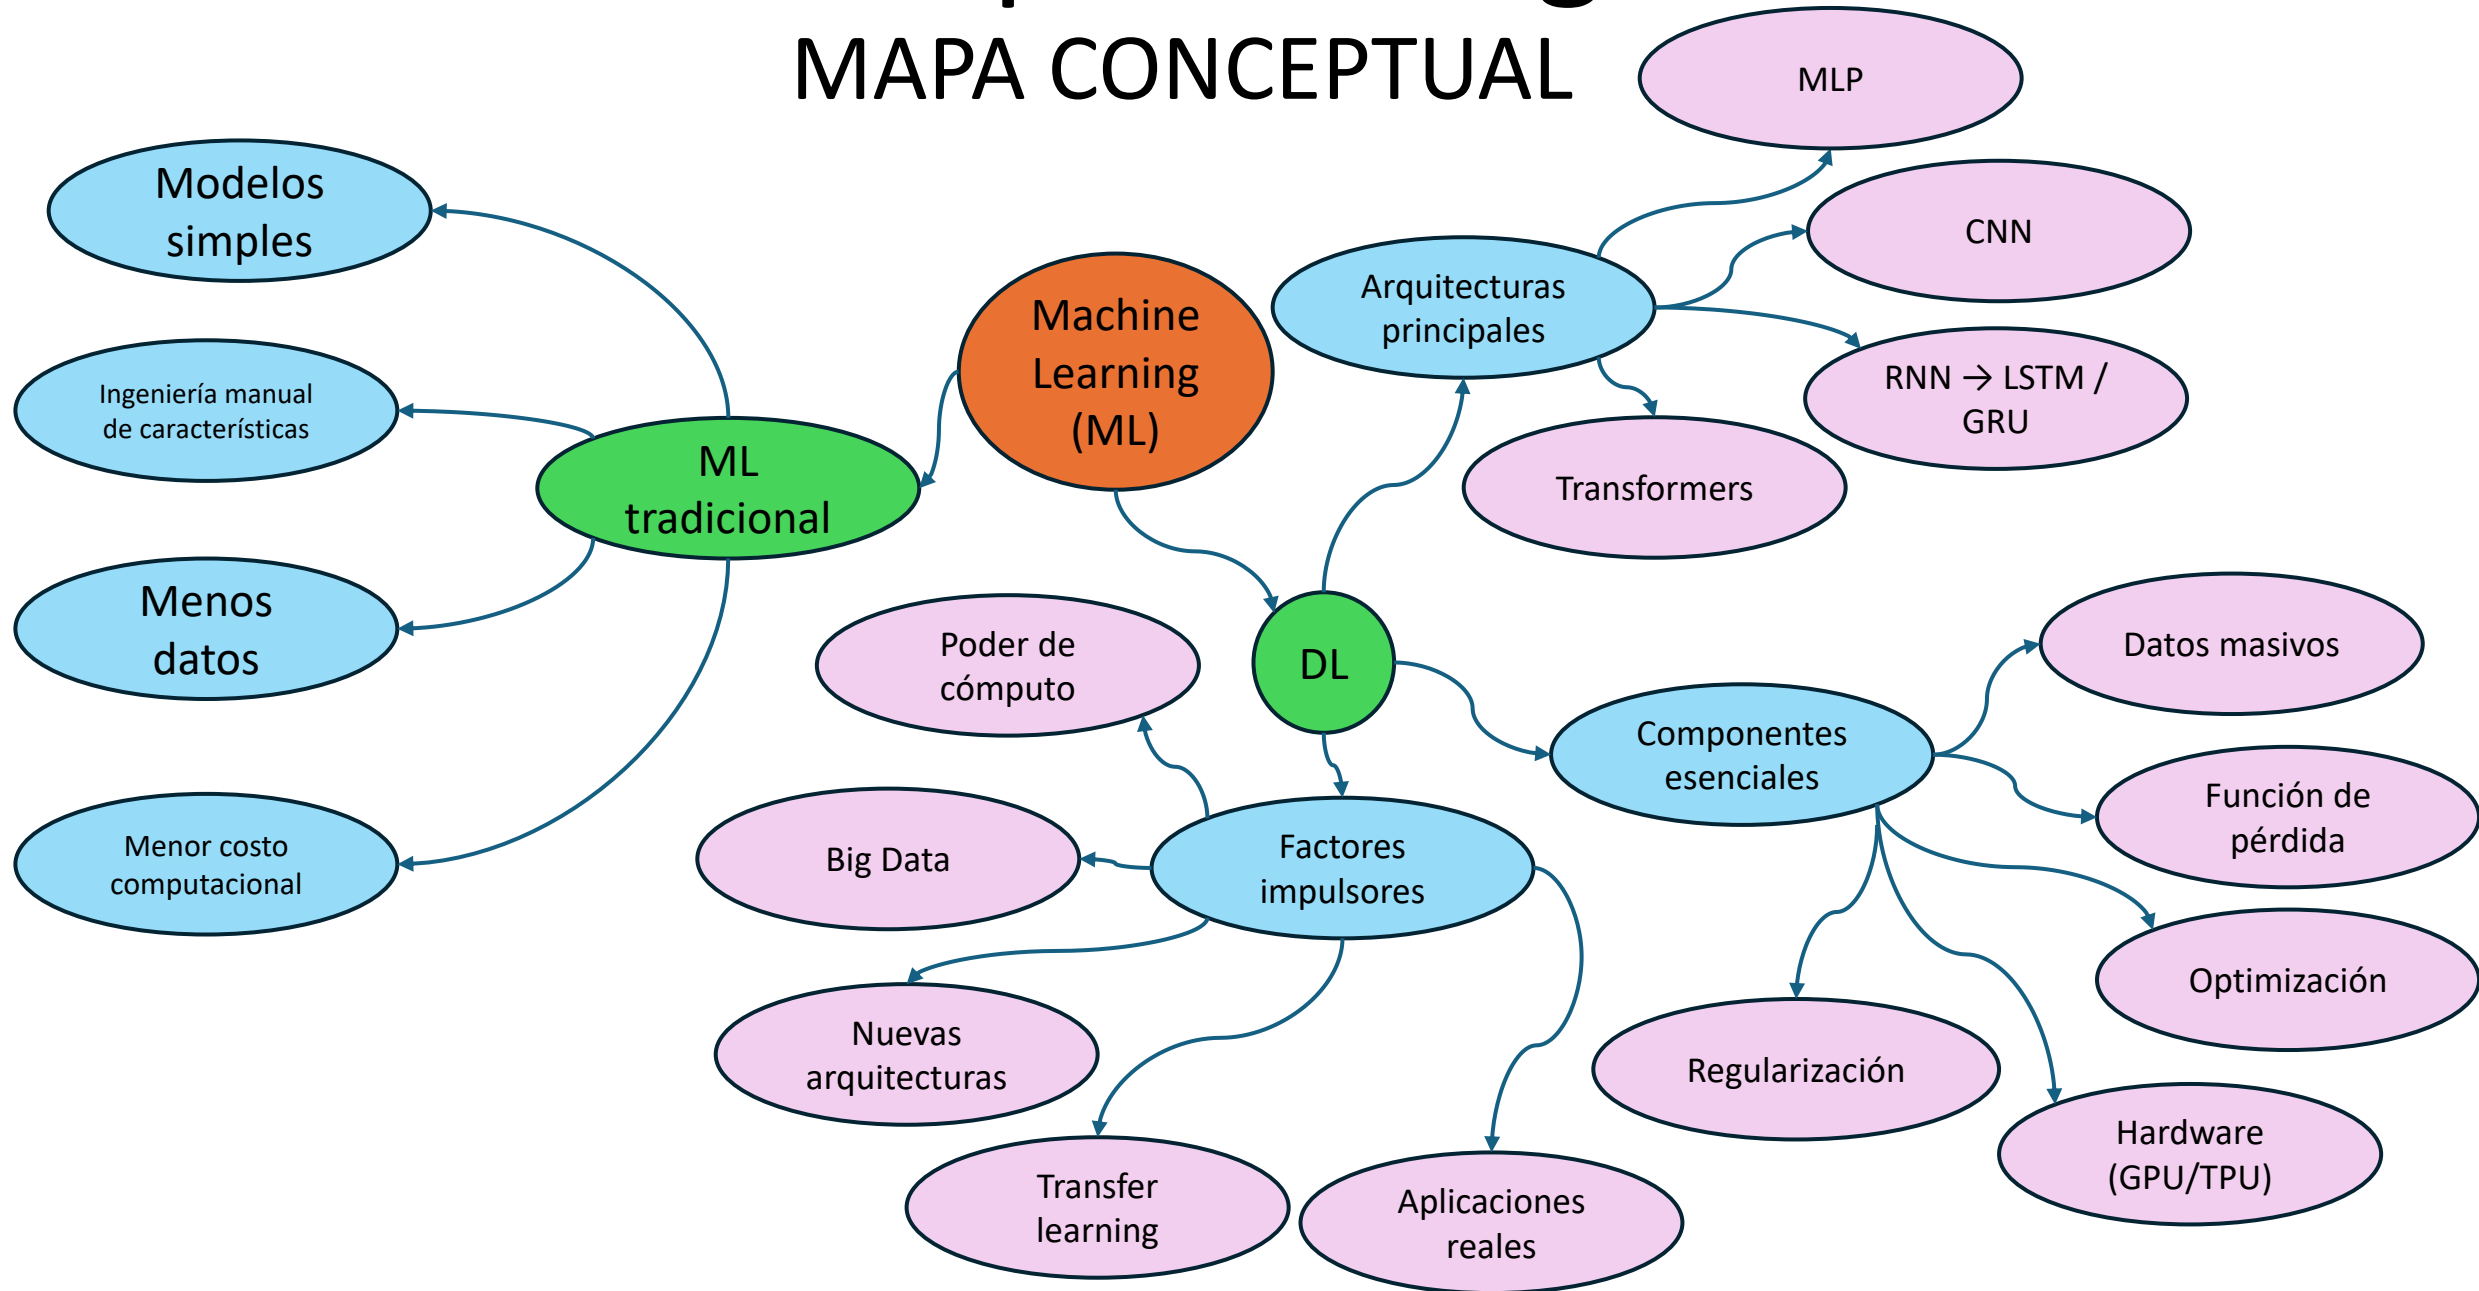 MAPA CONCEPTUAL
MLP
Modelos
simples
CNN
Machine
Learning
(ML)
Arquitecturas
principales
Ingeniería manual
de características
RNN → LSTM /
GRU
ML
tradicional
Transformers
Menos
datos
Poder de
cómputo
DL
Datos masivos
Componentes
esenciales
Función de
pérdida
Menor costo
computacional
Big Data
Factores
impulsores
Optimización
Nuevas
arquitecturas
Regularización
Hardware
(GPU/TPU)
Transfer
learning
Aplicaciones
reales